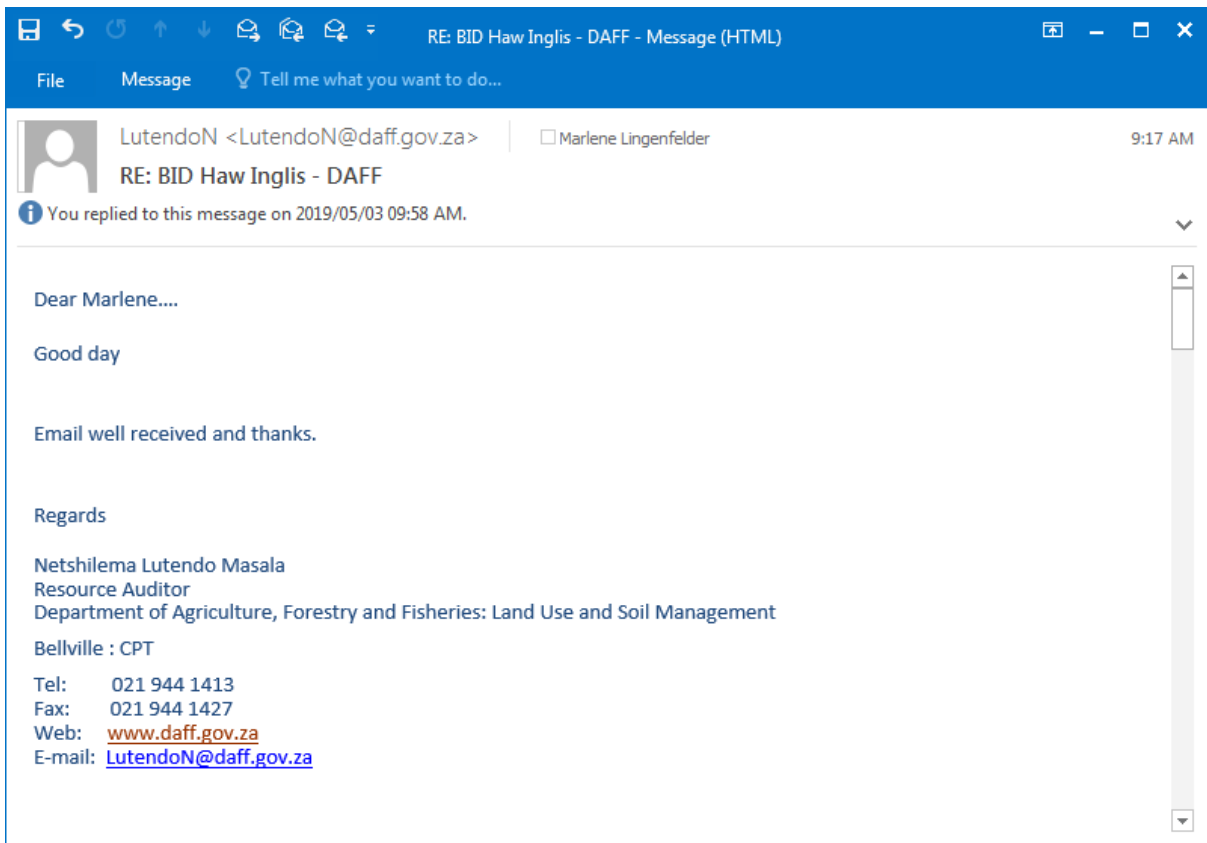 RE: BID Haw Inglis - DAFF - Message (HTML)
File Message Tell me what you want to do...
LutendoN <LutendoN@daff.gov.za> Marlene Lingenfelder 9:17 AM
RE: BID Haw Inglis - DAFF
You replied to this message on 2019/05/03 09:58 AM.
Dear Marlene....
Good day
Email well received and thanks.
Regards
Netshilema Lutendo Masala
Resource Auditor
Department of Agriculture, Forestry and Fisheries: Land Use and Soil Management
Bellville : CPT
Tel: 021 944 1413
Fax: 021 944 1427
Web: www.daff.gov.za
E-mail: LutendoN@daff.gov.za